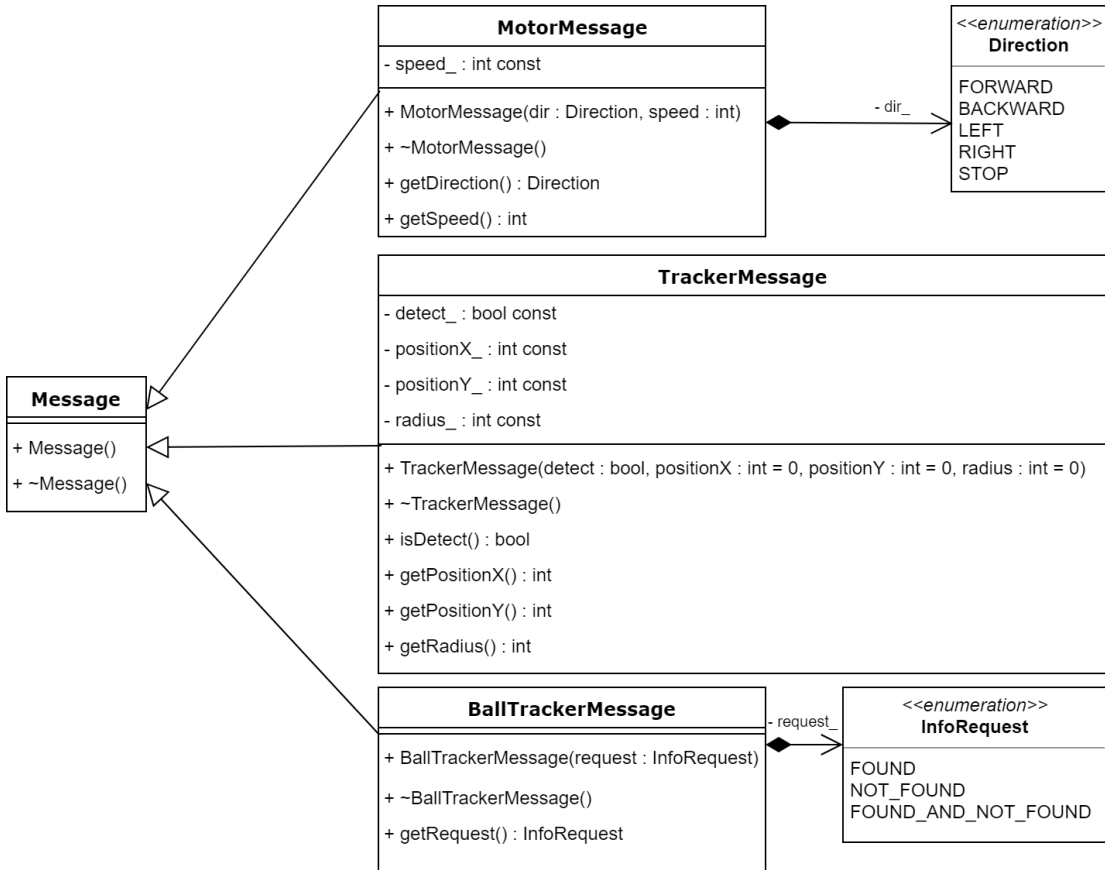 MotorMessage
- speed_ : int const
+ MotorMessage(dir : Direction, speed : int)
+ ~MotorMessage()
+ getDirection() : Direction
+ getSpeed() : int
- dir_
<<enumeration>>
Direction
FORWARD
BACKWARD
LEFT
RIGHT
STOP
TrackerMessage
- detect_ : bool const
- positionX_ : int const
- positionY_ : int const
- radius_ : int const
+ TrackerMessage(detect : bool, positionX : int = 0, positionY : int = 0, radius : int = 0)
+ ~TrackerMessage()
+ isDetect() : bool
+ getPositionX() : int
+ getPositionY() : int
+ getRadius() : int
Message
+ Message()
+ ~Message()
BallTrackerMessage
+ BallTrackerMessage(request : InfoRequest)
+ ~BallTrackerMessage()
+ getRequest() : InfoRequest
- request_
<<enumeration>>
InfoRequest
FOUND
NOT_FOUND
FOUND_AND_NOT_FOUND